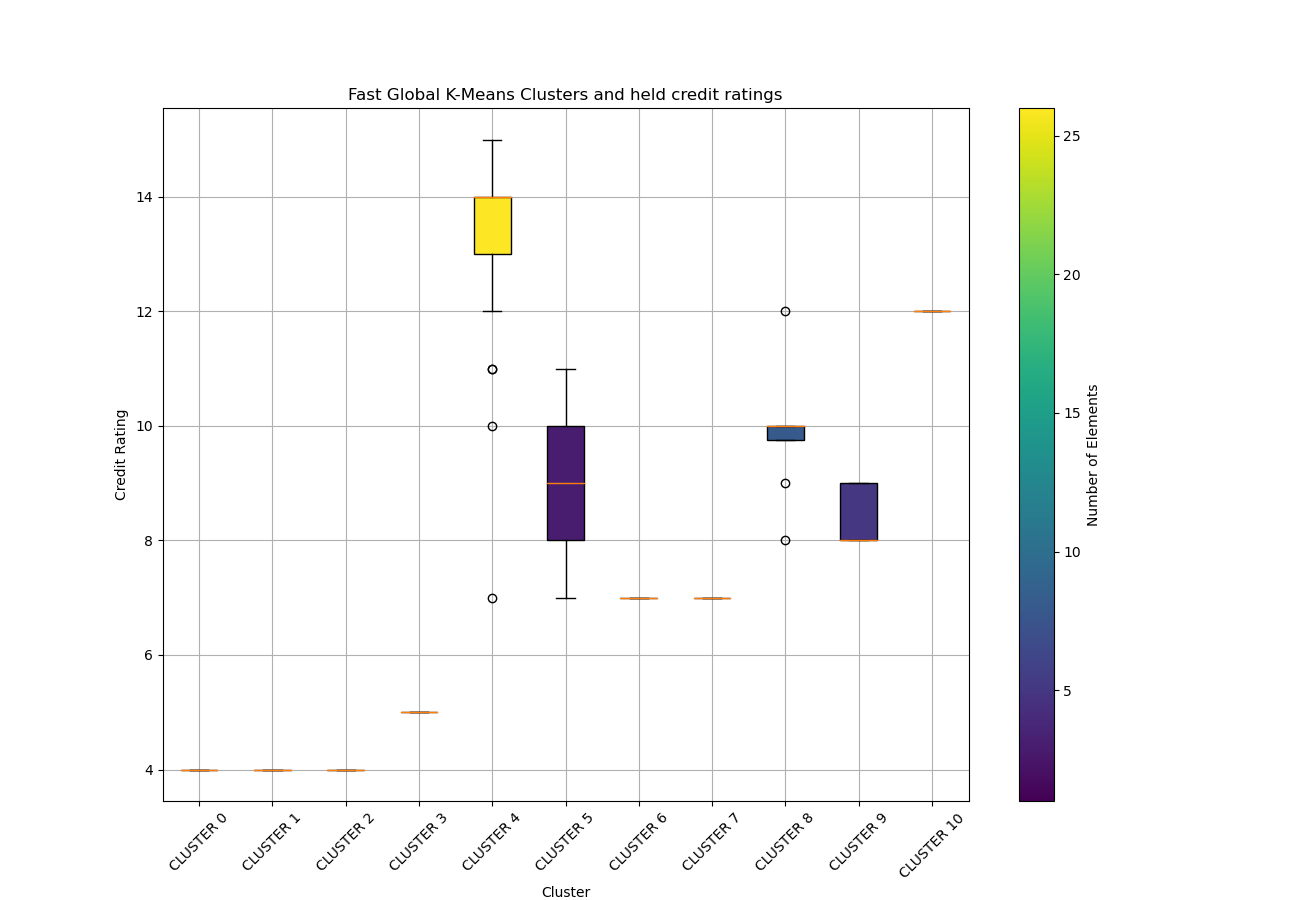 Fast Global K-Means Clusters and held credit ratings
Credit Rating
14
12
10
8
6
4
CLUSTER 0
CLUSTER 1
CLUSTER 2
CLUSTER 3
CLUSTER 4
CLUSTER 5
CLUSTER 6
CLUSTER 7
CLUSTER 8
CLUSTER 9
CLUSTER 10
Cluster
25
20
15
10
5
Number of Elements